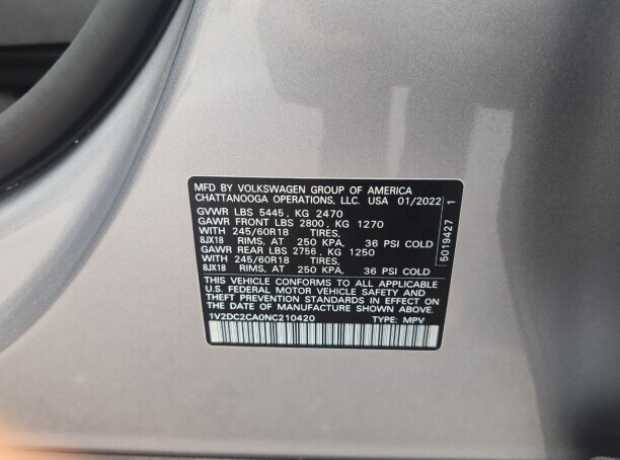 MFD BY VOLKSWAGEN GROUP OF AMERICA
CHATTANOOGA OPERATIONS, LLC. USA 01/2022
GVWR LBS 5445, KG 2470
GAWR FRONT LBS 2800, KG 1270
WITH 245/60R18 TIRES,
8JX18 RIMS, AT 250 KPA, 36 PSI COLD
GAWR REAR LBS 2756, KG 1250
WITH 245/60R18 TIRES,
8JX18 RIMS, AT 250 KPA, 36 PSI COLD
THIS VEHICLE CONFORMS TO ALL APPLICABLE
U.S. FEDERAL MOTOR VEHICLE SAFETY AND
THEFT PREVENTION STANDARDS IN EFFECT ON
THE DATE OF MANUFACTURE SHOWN ABOVE.
1V2DC2CA0NC210420 TYPE: MPV
5019427 1